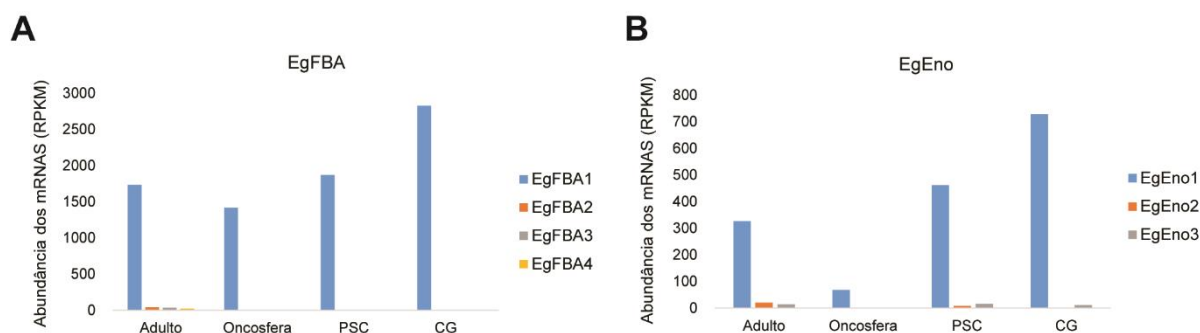 A
EgFBA
Abundância dos mRNAS (RPKM)
3000
2500
2000
1500
1000
500
0
Adulto
Oncosfera
PSC
CG
EgFBA1
EgFBA2
EgFBA3
EgFBA4
B
EgEno
Abundância dos mRNAS (RPKM)
800
700
600
500
400
300
200
100
0
Adulto
Oncosfera
PSC
CG
EgEno1
EgEno2
EgEno3